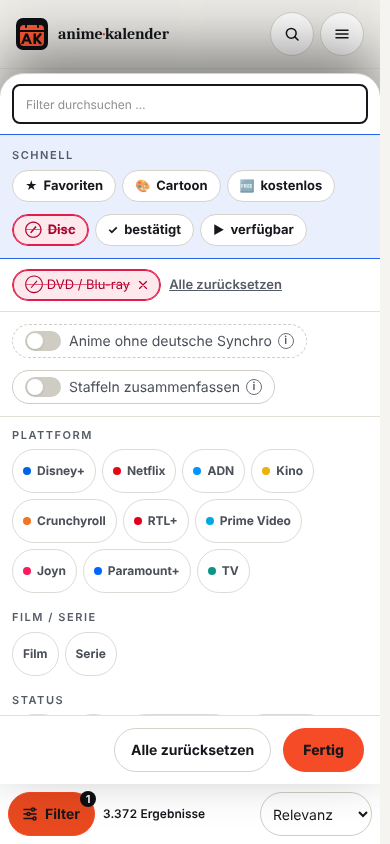 AK anime·kalender
Filter durchsuchen ...
SCHNELL
★ Favoriten 🎨 Cartoon 🆓 kostenlos
Disc ✓ bestätigt ▶ verfügbar
DVD / Blu-ray ✕ Alle zurücksetzen
Anime ohne deutsche Synchro i
Staffeln zusammenfassen i
PLATTFORM
Disney+ Netflix ADN Kino
Crunchyroll RTL+ Prime Video
Joyn Paramount+ TV
FILM / SERIE
Film Serie
STATUS
Alle zurücksetzen Fertig
Filter 1 3.372 Ergebnisse Relevanz